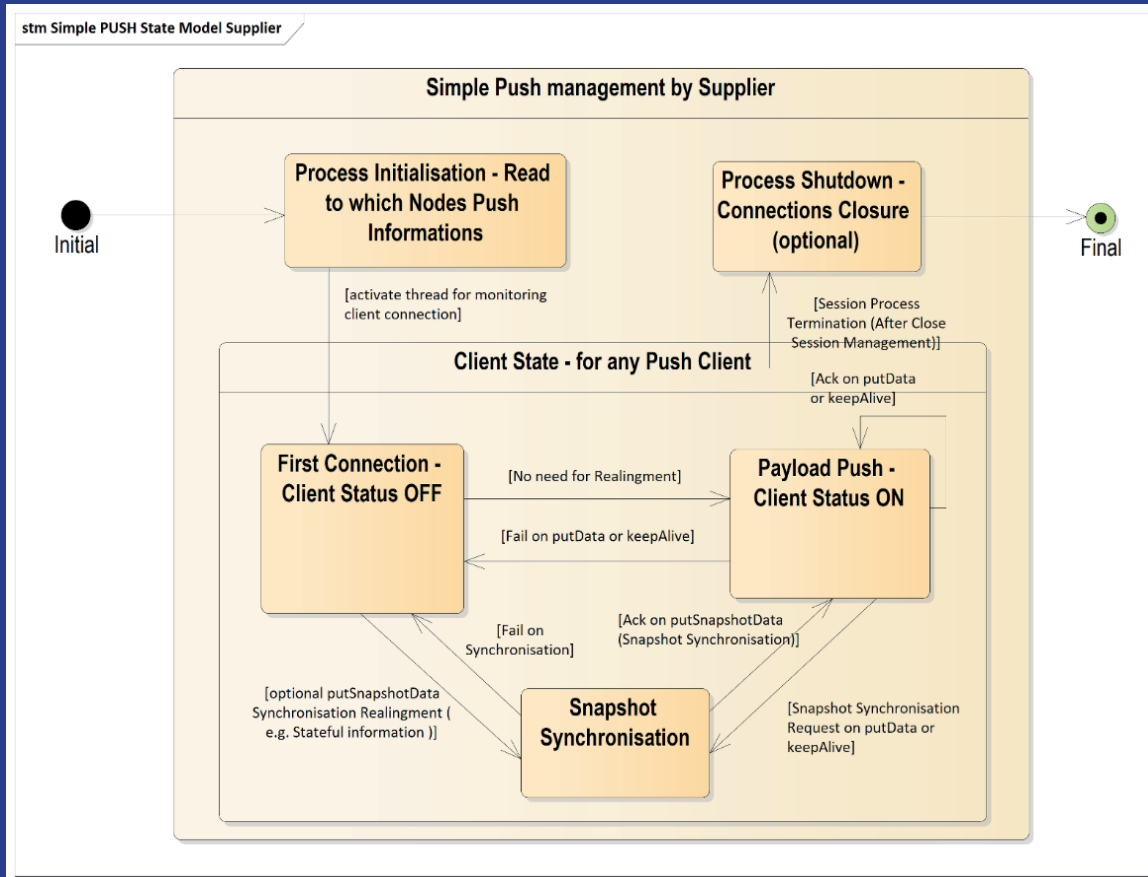 stm Simple PUSH State Model Supplier
Simple Push management by Supplier
Process Initialisation - Read
to which Nodes Push
Informations
Process Shutdown -
Connections Closure
(optional)
Initial
Final
[activate thread for monitoring
client connection]
[Session Process
Termination (After Close
Session Management)]
Client State - for any Push Client
[Ack on putData
or keepAlive]
First Connection -
Client Status OFF
[No need for Realingment]
Payload Push -
Client Status ON
[Fail on putData or keepAlive]
[Fail on
Synchronisation]
[Ack on putSnapshotData
(Snapshot Synchronisation)]
[optional putSnapshotData
Synchronisation Realingment (
e.g. Stateful information )]
Snapshot
Synchronisation
[Snapshot Synchronisation
Request on putData or
keepAlive]